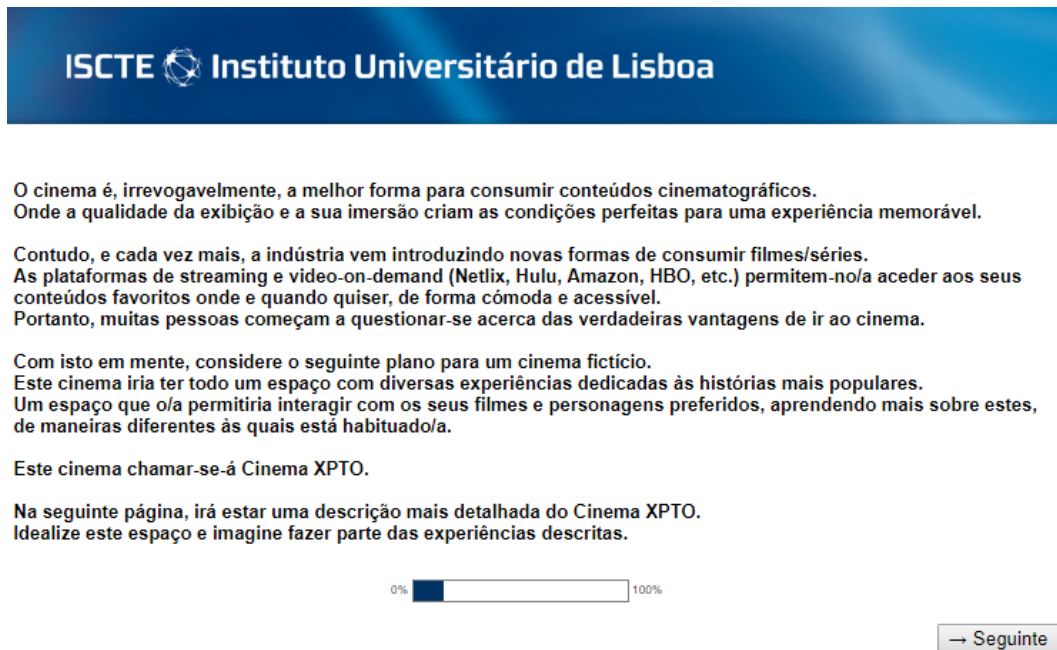 ISCTE Instituto Universitário de Lisboa
O cinema é, irrevogavelmente, a melhor forma para consumir conteúdos cinematográficos.
Onde a qualidade da exibição e a sua imersão criam as condições perfeitas para uma experiência memorável.
Contudo, e cada vez mais, a indústria vem introduzindo novas formas de consumir filmes/séries.
As plataformas de streaming e video-on-demand (Netlix, Hulu, Amazon, HBO, etc.) permitem-no/a aceder aos seus
conteúdos favoritos onde e quando quiser, de forma cómoda e acessível.
Portanto, muitas pessoas começam a questionar-se acerca das verdadeiras vantagens de ir ao cinema.
Com isto em mente, considere o seguinte plano para um cinema fictício.
Este cinema iria ter todo um espaço com diversas experiências dedicadas às histórias mais populares.
Um espaço que o/a permitiria interagir com os seus filmes e personagens preferidos, aprendendo mais sobre estes,
de maneiras diferentes às quais está habituado/a.
Este cinema chamar-se-á Cinema XPTO.
Na seguinte página, irá estar uma descrição mais detalhada do Cinema XPTO.
Idealize este espaço e imagine fazer parte das experiências descritas.
0% 100%
→ Seguinte